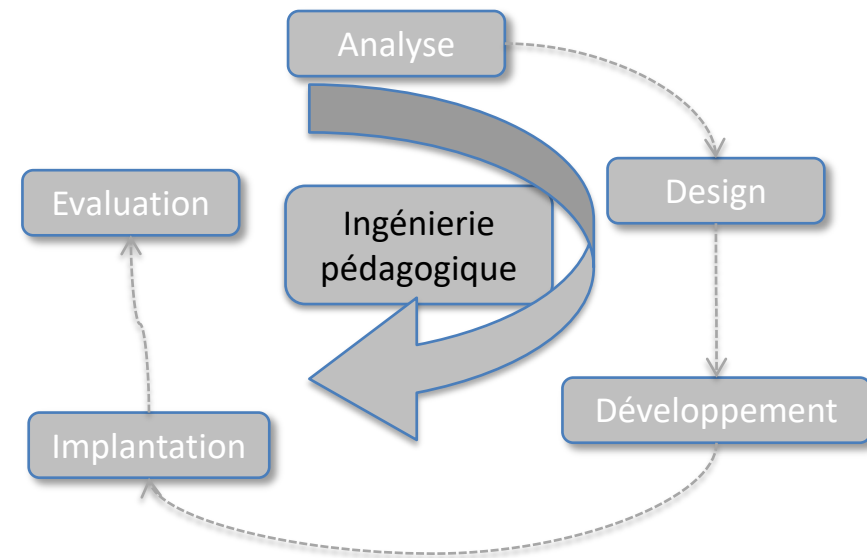 Analyse
Design
Evaluation
Ingénierie
pédagogique
Développement
Implantation